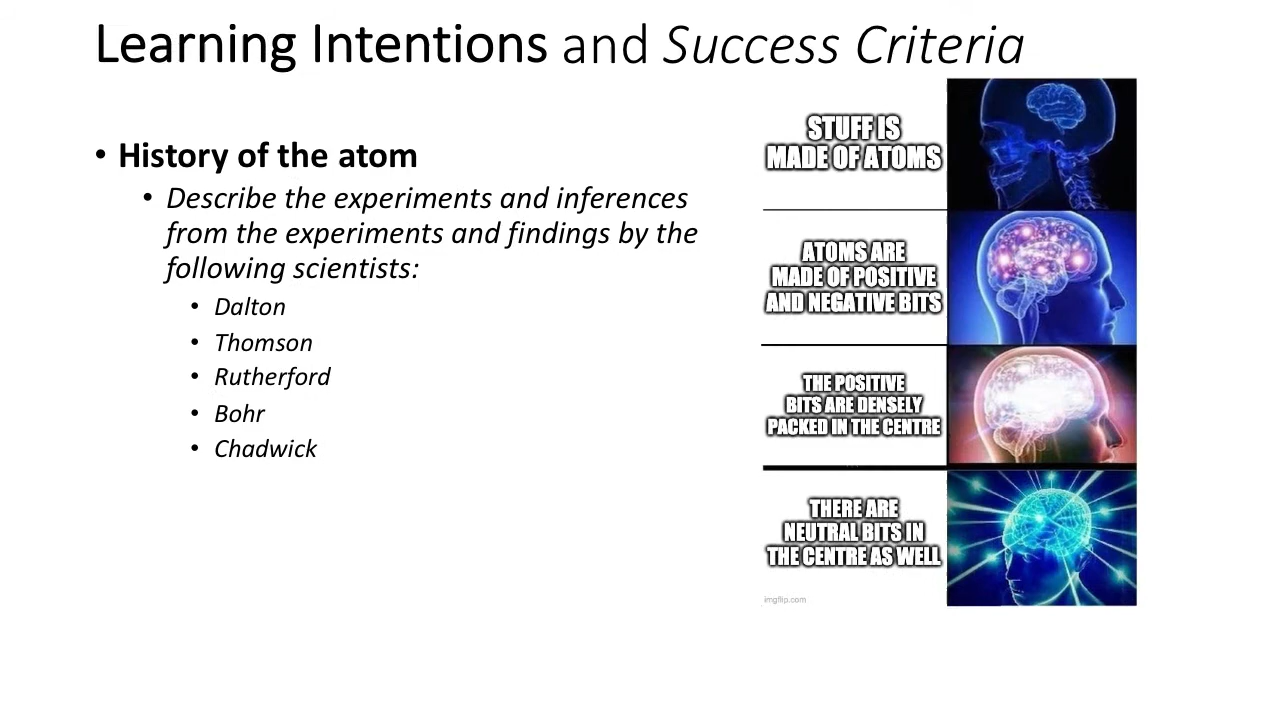 Learning Intentions and Success Criteria
• History of the atom
• Describe the experiments and inferences
from the experiments and findings by the
following scientists:
• Dalton
• Thomson
• Rutherford
• Bohr
• Chadwick
STUFF IS
MADE OF ATOMS
ATOMS ARE
MADE OF POSITIVE
AND NEGATIVE BITS
THE POSITIVE
BITS ARE DENSELY
PACKED IN THE CENTRE
THERE ARE
NEUTRAL BITS IN
THE CENTRE AS WELL
imgflip.com